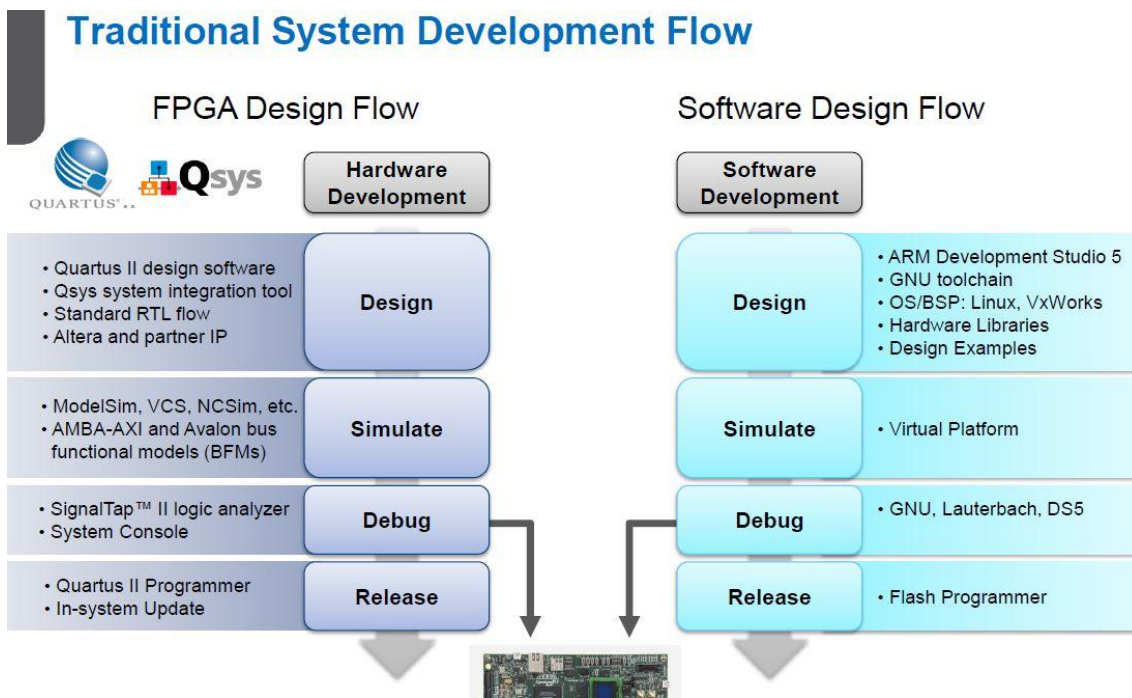 Traditional System Development Flow
FPGA Design Flow
Software Design Flow
QUARTUS® II
Qsys
Hardware
Development
Software
Development
• Quartus II design software
• Qsys system integration tool
• Standard RTL flow
• Altera and partner IP
Design
Design
• ARM Development Studio 5
• GNU toolchain
• OS/BSP: Linux, VxWorks
• Hardware Libraries
• Design Examples
• ModelSim, VCS, NCSim, etc.
• AMBA-AXI and Avalon bus
functional models (BFMs)
Simulate
Simulate
• Virtual Platform
• SignalTap™ II logic analyzer
• System Console
Debug
Debug
• GNU, Lauterbach, DS5
• Quartus II Programmer
• In-system Update
Release
Release
• Flash Programmer